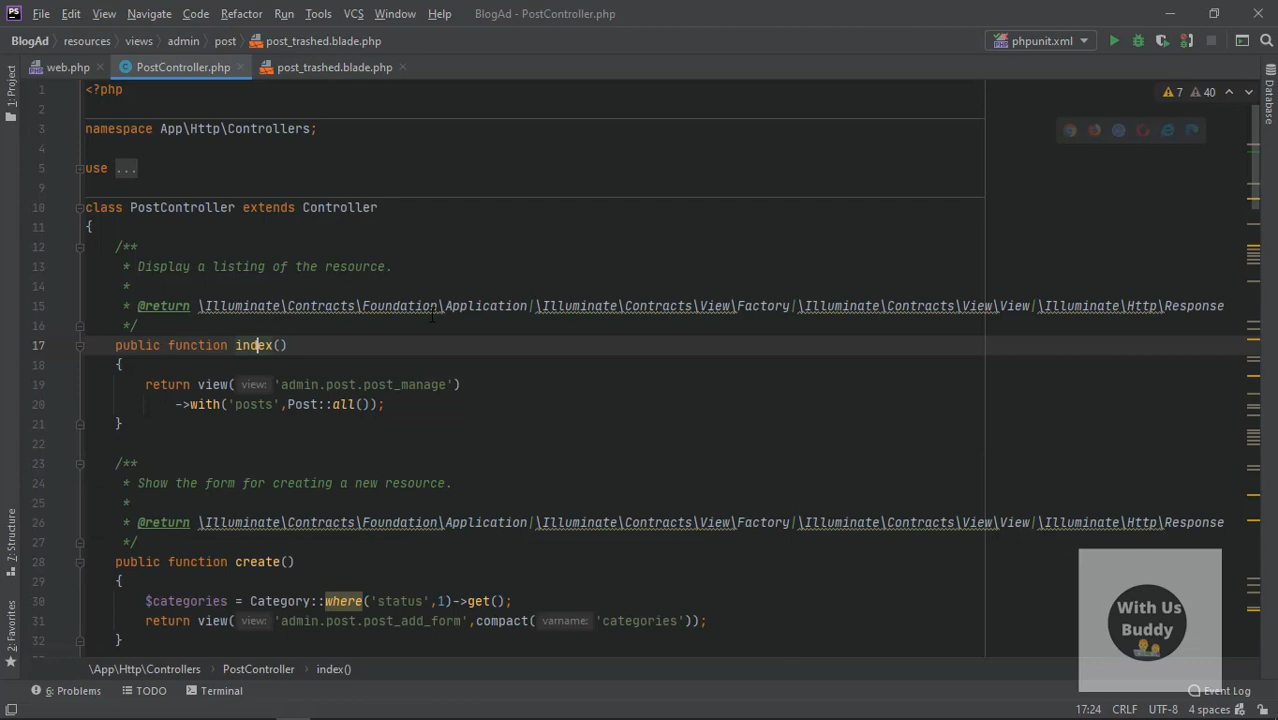 PS File Edit View Navigate Code Refactor Run Tools VCS Window Help BlogAd - PostController.php
BlogAd resources views admin post post_trashed.blade.php phpunit.xml
web.php C PostController.php post_trashed.blade.php
1: Project
Database
7 40
1 <?php
2
3 namespace App\Http\Controllers;
4
5 use ...
9
10 class PostController extends Controller
11 {
12 /**
13 * Display a listing of the resource.
14 *
15 * @return \Illuminate\Contracts\Foundation\Application|\Illuminate\Contracts\View\Factory|\Illuminate\Contracts\View\View|\Illuminate\Http\Response
16 */
17 public function index()
18 {
19 return view( view: 'admin.post.post_manage')
20 ->with('posts',Post::all());
21 }
22
23 /**
24 * Show the form for creating a new resource.
25 *
26 * @return \Illuminate\Contracts\Foundation\Application|\Illuminate\Contracts\View\Factory|\Illuminate\Contracts\View\View|\Illuminate\Http\Response
27 */
28 public function create()
29 {
30 $categories = Category::where('status',1)->get();
31 return view( view: 'admin.post.post_add_form',compact( varname: 'categories'));
32 }
7: Structure
2: Favorites
With Us
Buddy
\App\Http\Controllers PostController index()
6: Problems TODO Terminal Event Log
17:24 CRLF UTF-8 4 spaces